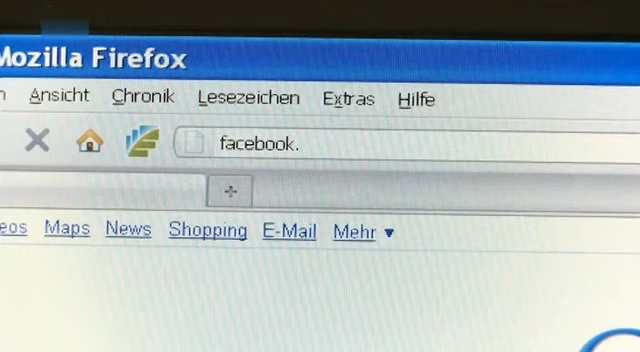 Mozilla Firefox
Ansicht Chronik Lesezeichen Extras Hilfe
facebook.
Maps News Shopping E-Mail Mehr